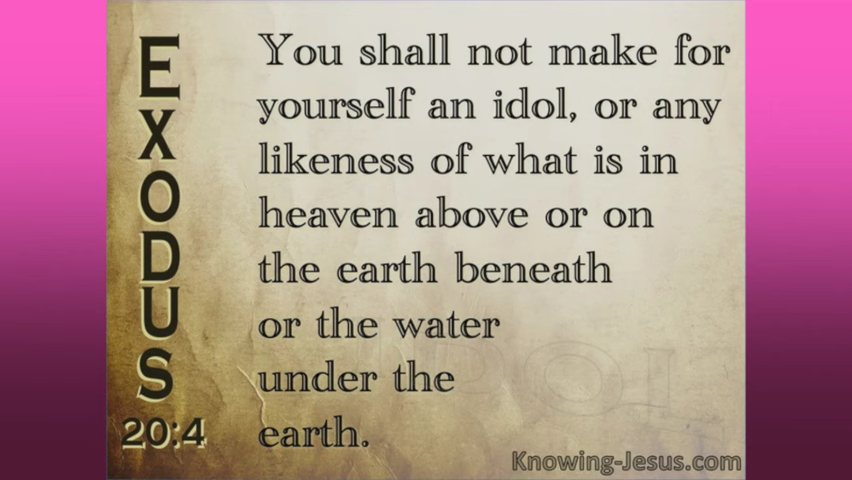 EXODUS
20:4
You shall not make for
yourself an idol, or any
likeness of what is in
heaven above or on
the earth beneath
or the water
under the
earth.
IDOL
Knowing-Jesus.com